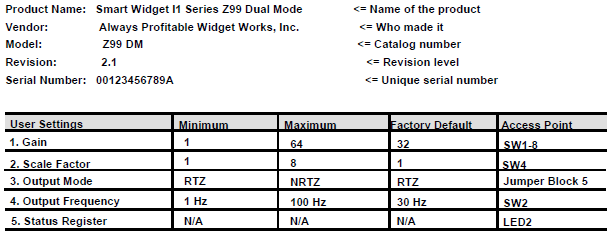 Product Name: Smart Widget I1 Series Z99 Dual Mode <= Name of the product
Vendor: Always Profitable Widget Works, Inc. <= Who made it
Model: Z99 DM <= Catalog number
Revision: 2.1 <= Revision level
Serial Number: 00123456789A <= Unique serial number
User Settings Minimum Maximum Factory Default Access Point
1. Gain 1 64 32 SW1-8
2. Scale Factor 1 8 1 SW4
3. Output Mode RTZ NRTZ RTZ Jumper Block 5
4. Output Frequency 1 Hz 100 Hz 30 Hz SW2
5. Status Register N/A N/A N/A LED2